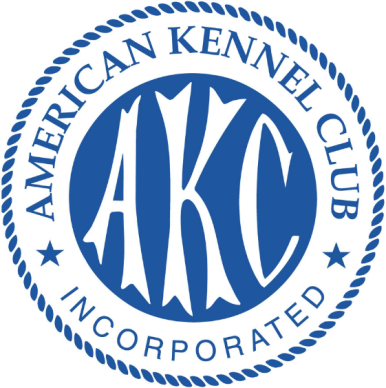 AMERICAN KENNEL CLUB
AKC
INCORPORATED